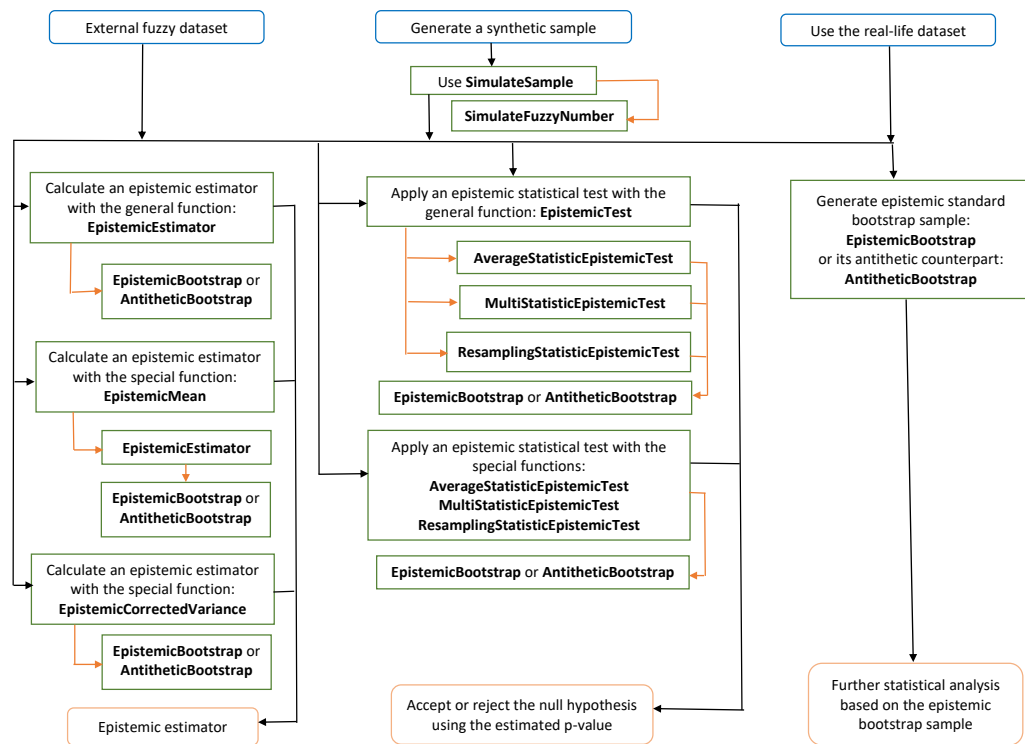 External fuzzy dataset
Generate a synthetic sample
Use the real-life dataset
Use SimulateSample
SimulateFuzzyNumber
Calculate an epistemic estimator
with the general function:
EpistemicEstimator
EpistemicBootstrap or
AntitheticBootstrap
Calculate an epistemic estimator
with the special function:
EpistemicMean
EpistemicEstimator
EpistemicBootstrap or
AntitheticBootstrap
Calculate an epistemic estimator
with the special function:
EpistemicCorrectedVariance
EpistemicBootstrap or
AntitheticBootstrap
Epistemic estimator
Apply an epistemic statistical test with the
general function: EpistemicTest
AverageStatisticEpistemicTest
MultiStatisticEpistemicTest
ResamplingStatisticEpistemicTest
EpistemicBootstrap or AntitheticBootstrap
Apply an epistemic statistical test with the
special functions:
AverageStatisticEpistemicTest
MultiStatisticEpistemicTest
ResamplingStatisticEpistemicTest
EpistemicBootstrap or AntitheticBootstrap
Accept or reject the null hypothesis
using the estimated p-value
Generate epistemic standard
bootstrap sample:
EpistemicBootstrap
or its antithetic counterpart:
AntitheticBootstrap
Further statistical analysis
based on the epistemic
bootstrap sample